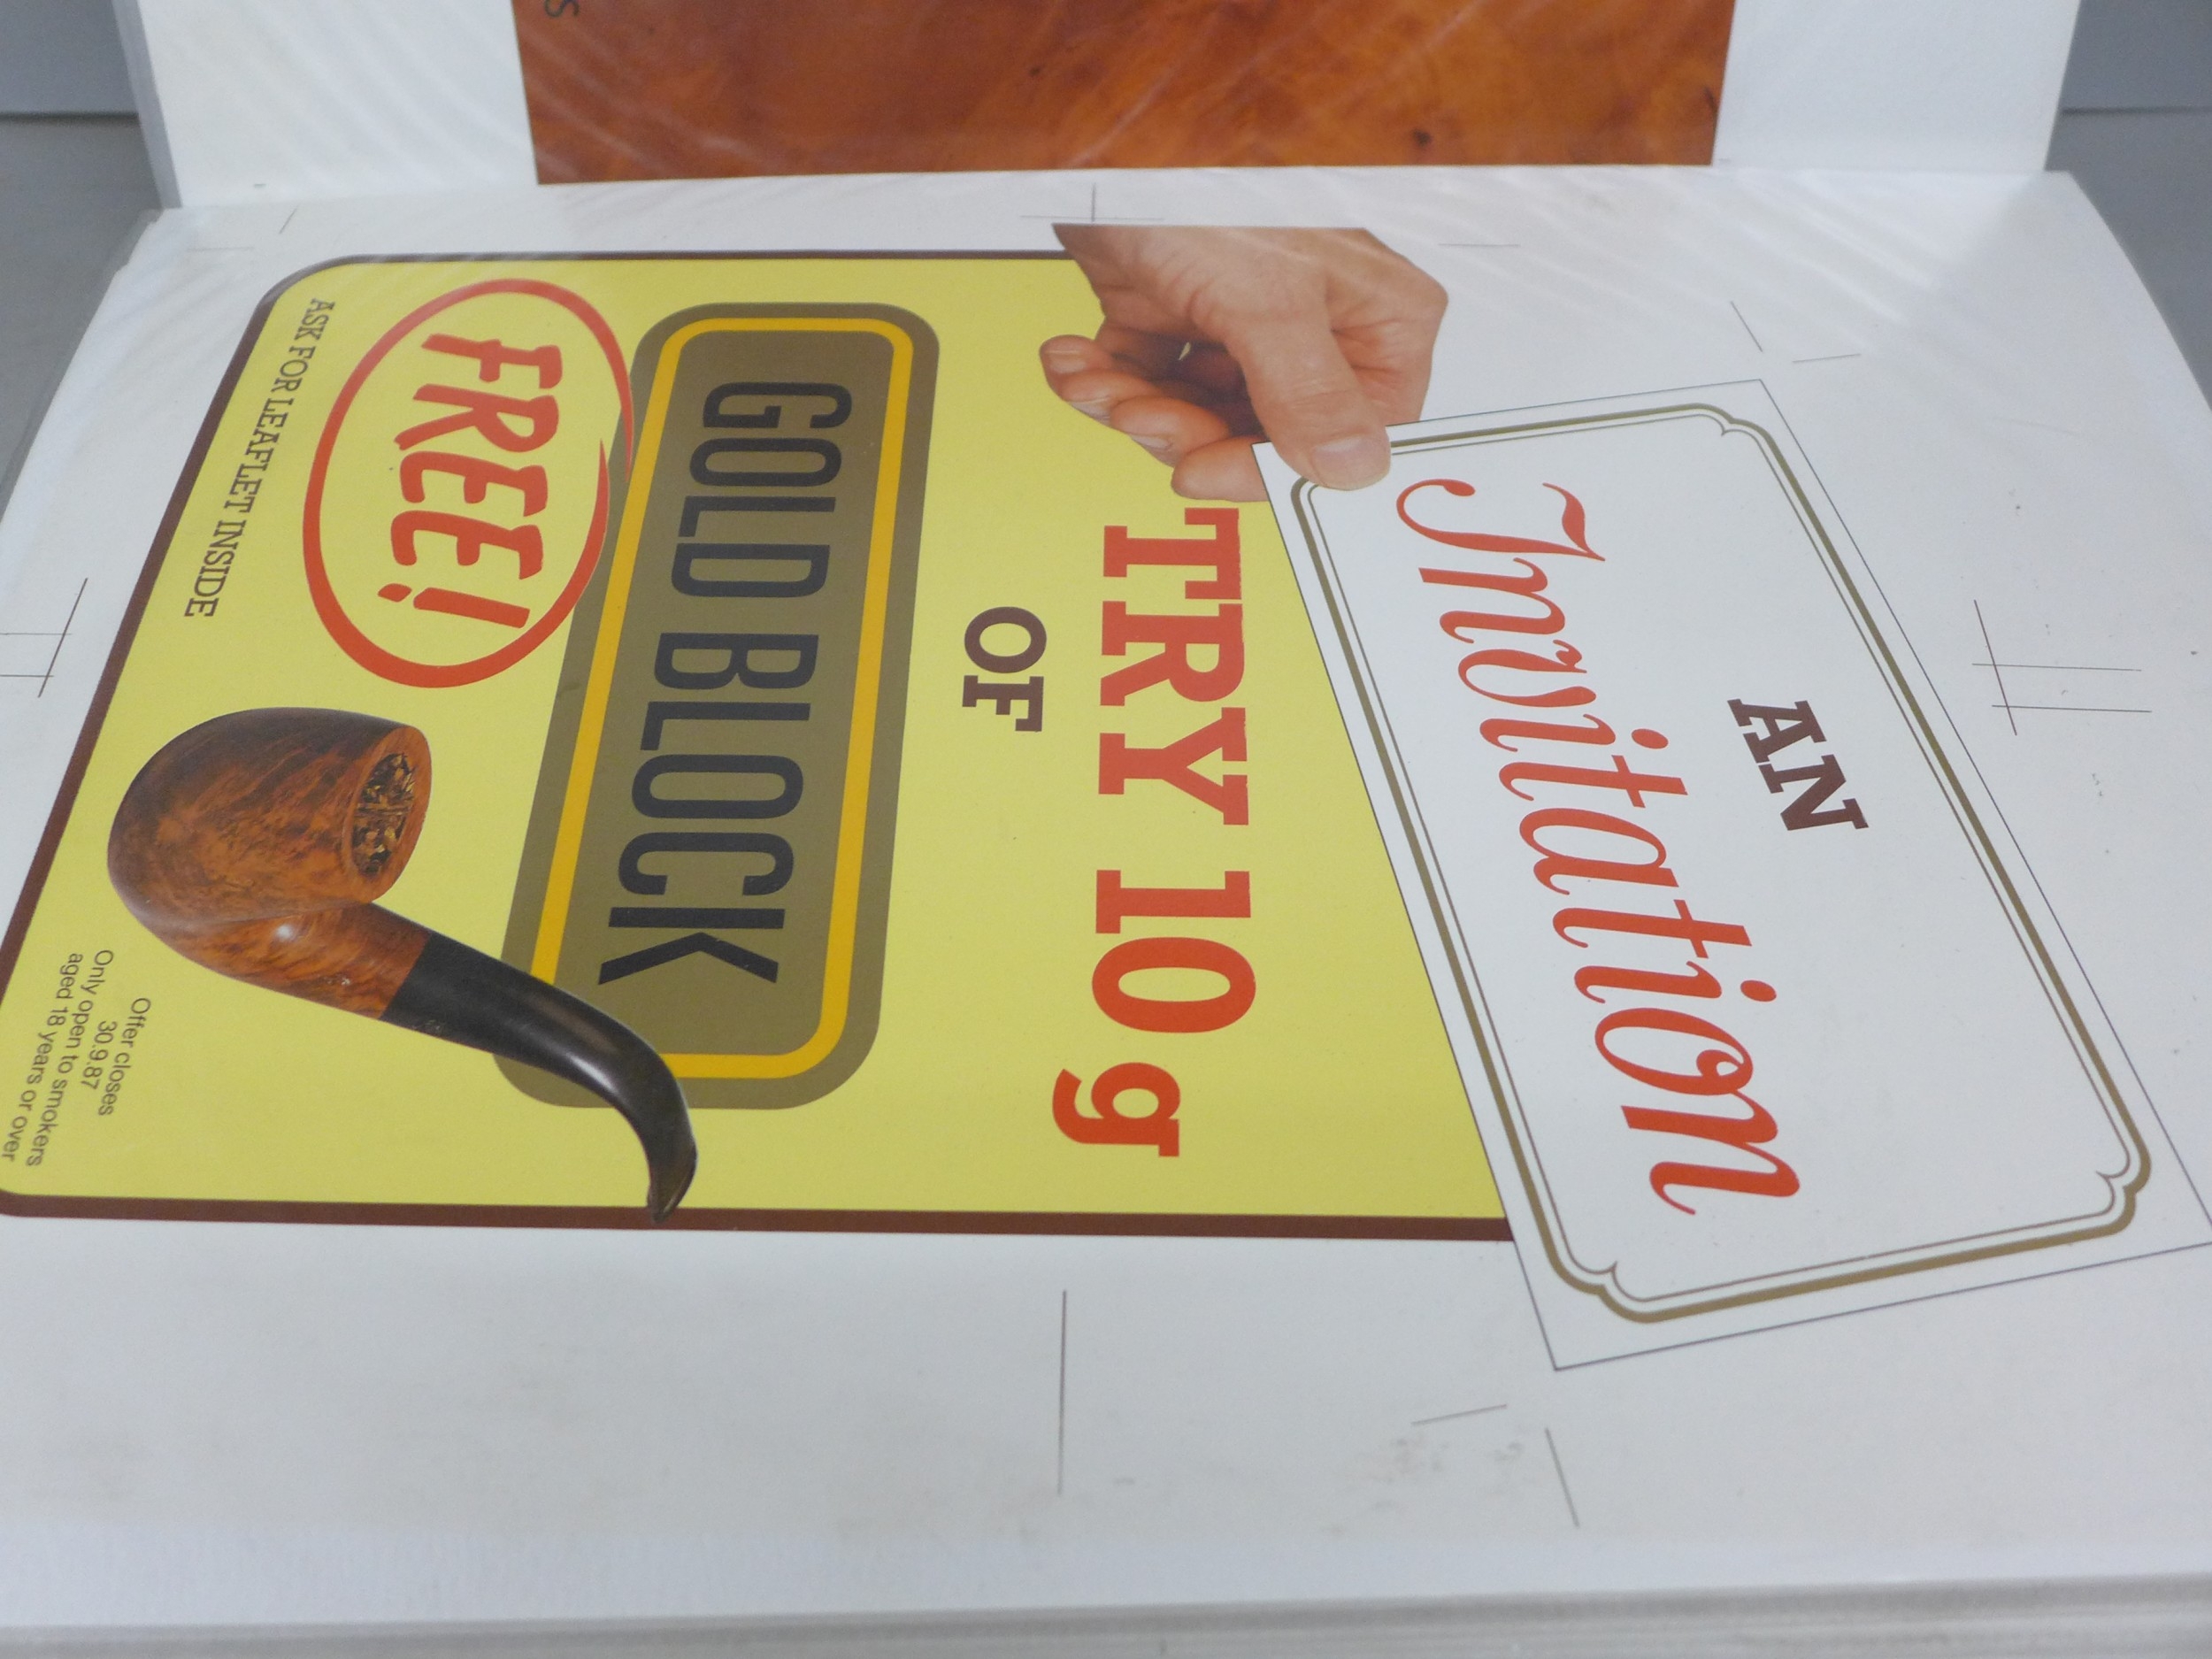 AN
Invitation
TRY 10g
OF
GOLD BLOCK
FREE!
ASK FOR LEAFLET INSIDE
Offer closes
30.9.87
Only open to smokers
aged 18 years or over
S